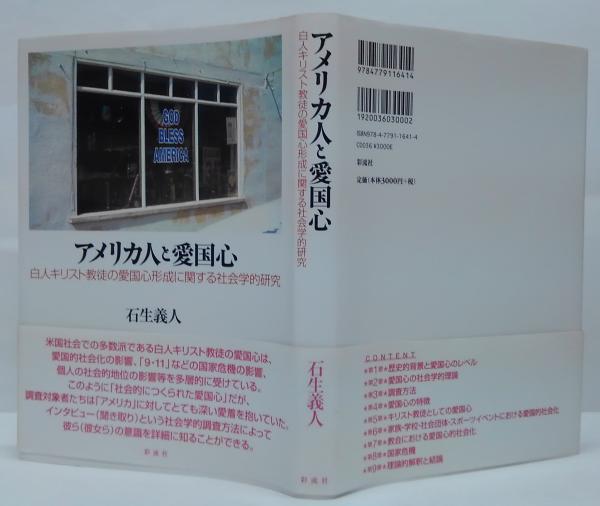 GOD
BLESS
AMERICA
アメリカ人と愛国心
白人キリスト教徒の愛国心形成に関する社会学的研究
石生義人
米国社会での多数派である白人キリスト教徒の愛国心は、
愛国的社会化の影響、「9・11」などの国家危機の影響、
個人の社会的地位の影響等を多層的に受けている。
このように「社会的につくられた愛国心」だが、
調査対象者たちは「アメリカ」に対してとても深い愛着を抱いていた。
インタビュー(聞き取り)という社会学的調査方法によって
彼ら(彼女ら)の意識を詳細に知ることができる。
彩流社
アメリカ人と愛国心
白人キリスト教徒の愛国心形成に関する社会学的研究
石生義人
彩流社
9784779116414
1920036030002
ISBN978-4-7791-1641-4
C0036 ¥3000E
彩流社
定価(本体3000円+税)
CONTENT
★第1章★歴史的背景と愛国心のレベル
★第2章★愛国心の社会学的理論
★第3章★調査方法
★第4章★愛国心の特徴
★第5章★キリスト教徒としての愛国心
★第6章★家族・学校・社会団体・スポーツイベントにおける愛国的社会化
★第7章★教会における愛国心的社会化
★第8章★国家危機
★第9章★理論的解釈と結論